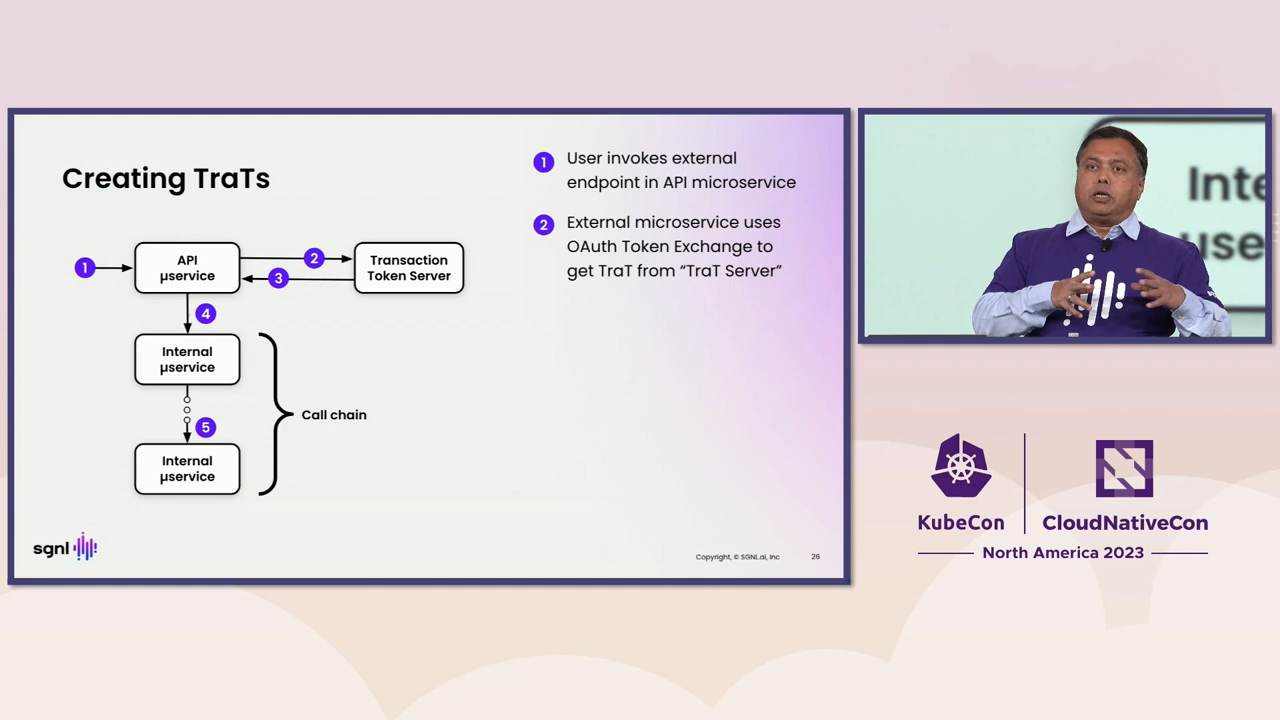 Creating TraTs
1
User invokes external
endpoint in API microservice
2
External microservice uses
OAuth Token Exchange to
get TraT from “TraT Server”
1
API
µservice
2
3
Transaction
Token Server
4
Internal
µservice
5
Call chain
Internal
µservice
sgnl
Copyright, © SGNL.ai, Inc
26
Inte
use
KubeCon
CloudNativeCon
North America 2023